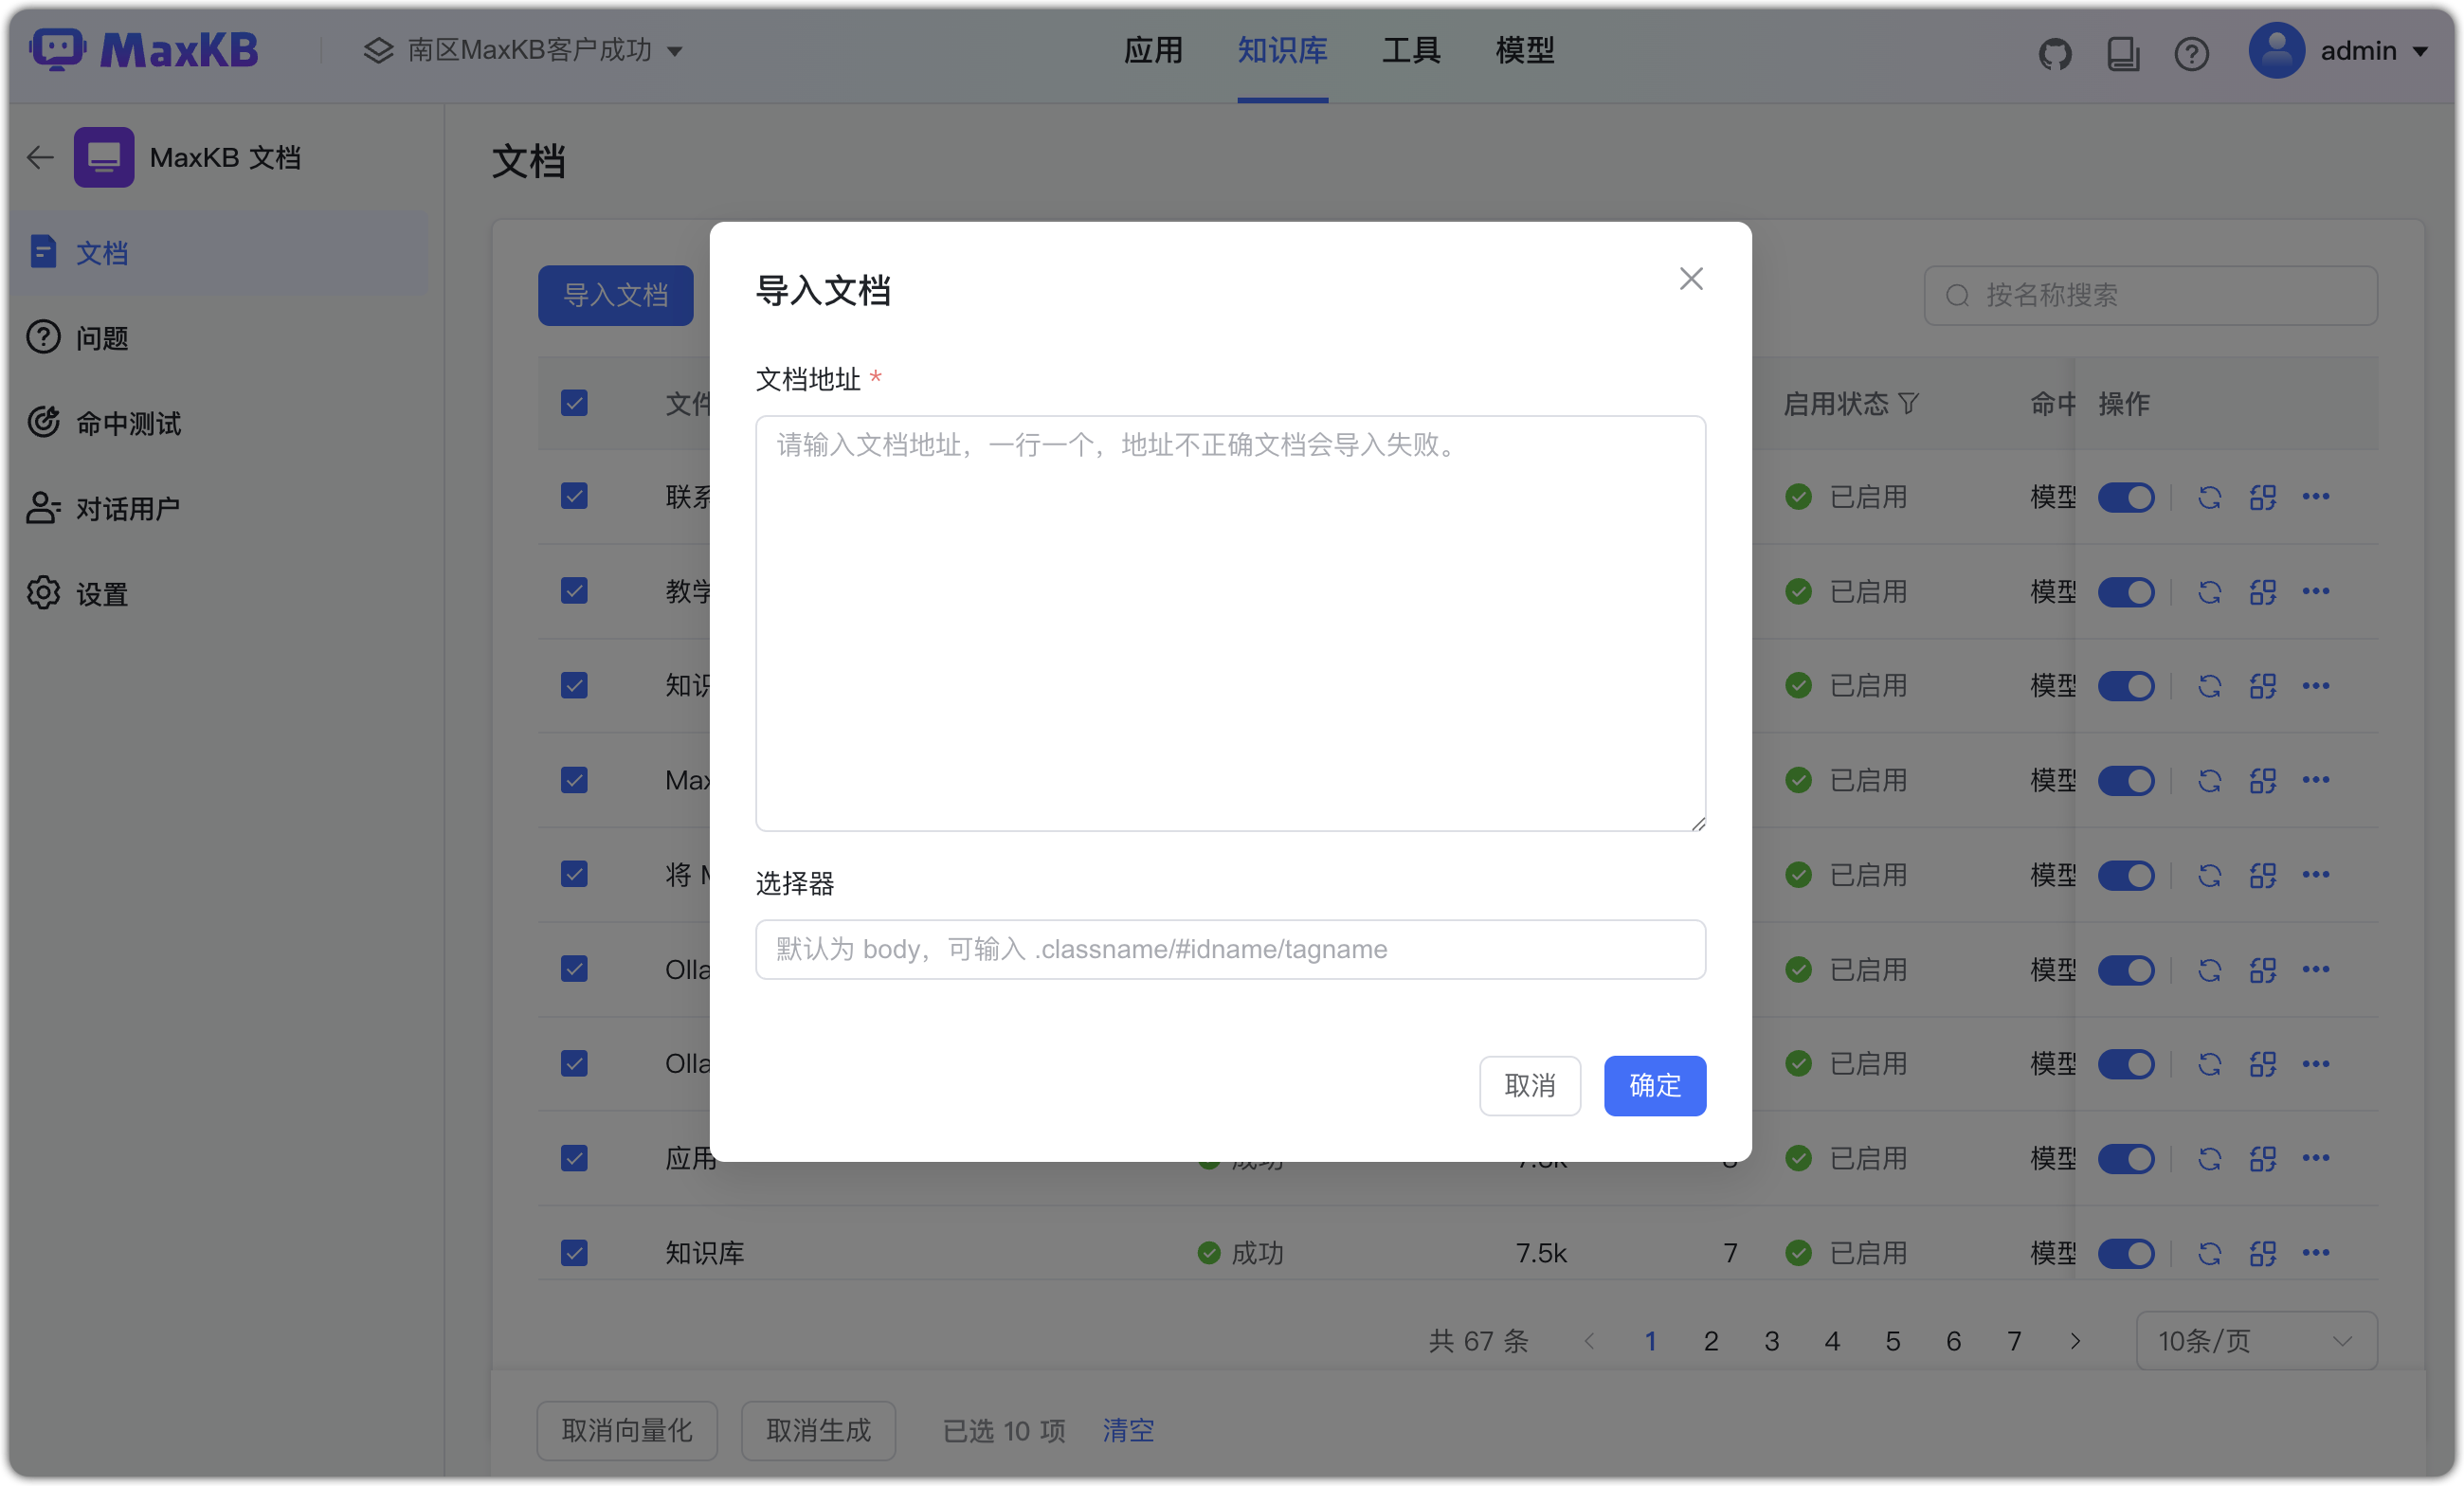 MaxKB
南区MaxKB客户成功
应用
知识库
工具
模型
admin
MaxKB 文档
文档
问题
命中测试
对话用户
设置
文档
导入文档
按名称搜索
启用状态
操作
导入文档
文档地址 *
请输入文档地址，一行一个，地址不正确文档会导入失败。
选择器
默认为 body，可输入 .classname/#idname/tagname
取消
确定
联系 已启用 模型
教学 已启用 模型
知识 已启用 模型
Max 已启用 模型
将 已启用 模型
Olla 已启用 模型
Olla 已启用 模型
应用 成功 已启用 模型
知识库 成功 7.5k 7 已启用 模型
共 67 条
1 2 3 4 5 6 7
10条/页
取消向量化
取消生成
已选 10 项
清空